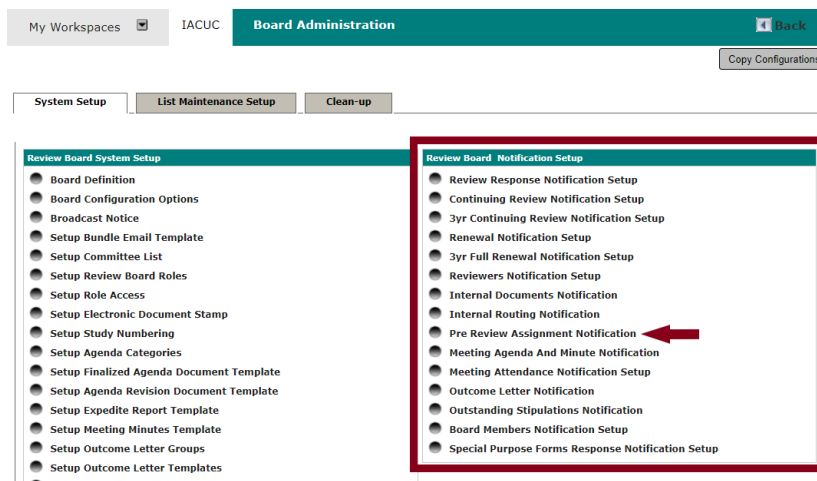 My Workspaces IACUC Board Administration Back
Copy Configurations
System Setup List Maintenance Setup Clean-up
Review Board System Setup
Board Definition
Board Configuration Options
Broadcast Notice
Setup Bundle Email Template
Setup Committee List
Setup Review Board Roles
Setup Role Access
Setup Electronic Document Stamp
Setup Study Numbering
Setup Agenda Categories
Setup Finalized Agenda Document Template
Setup Agenda Revision Document Template
Setup Expedite Report Template
Setup Meeting Minutes Template
Setup Outcome Letter Groups
Setup Outcome Letter Templates
Review Board Notification Setup
Review Response Notification Setup
Continuing Review Notification Setup
3yr Continuing Review Notification Setup
Renewal Notification Setup
3yr Full Renewal Notification Setup
Reviewers Notification Setup
Internal Documents Notification
Internal Routing Notification
Pre Review Assignment Notification
Meeting Agenda And Minute Notification
Meeting Attendance Notification Setup
Outcome Letter Notification
Outstanding Stipulations Notification
Board Members Notification Setup
Special Purpose Forms Response Notification Setup